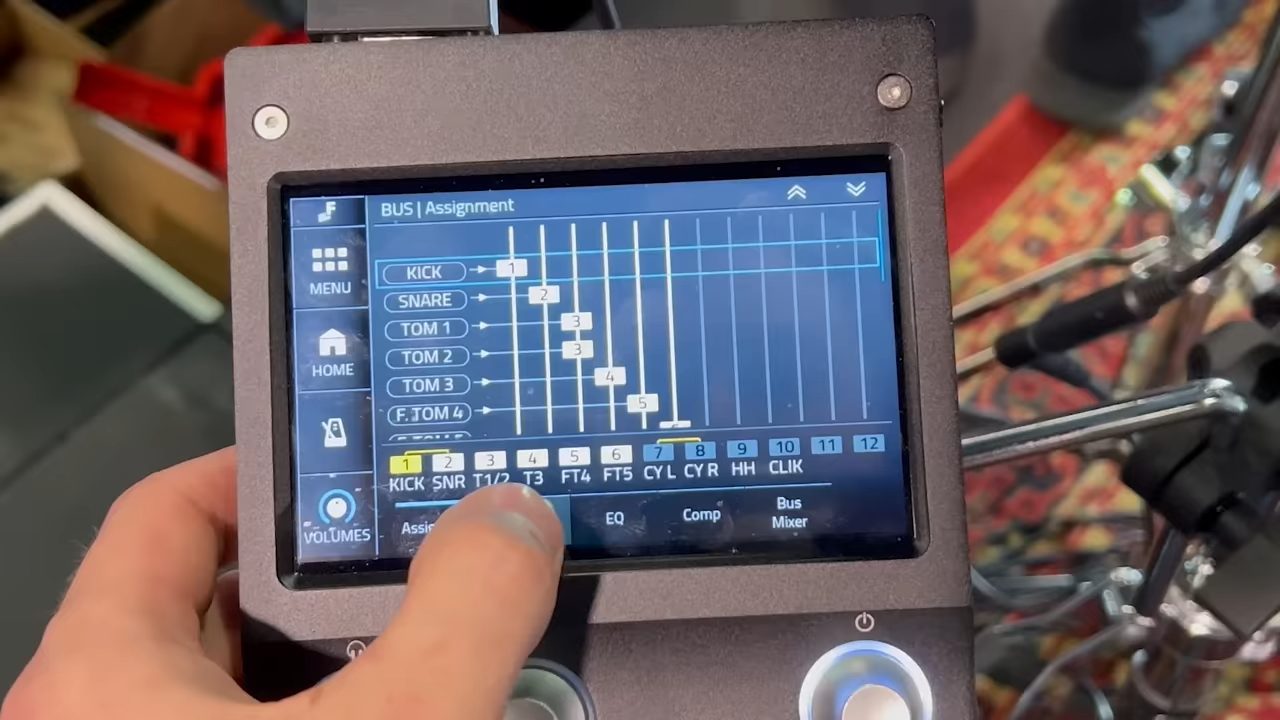 BUS | Assignment
MENU
HOME
VOLUMES
KICK 1
SNARE 2
TOM 1 3
TOM 2 3
TOM 3 4
F. TOM 4 5
1 2 3 4 5 6 7 8 9 10 11 12
KICK SNR T1/2 T3 FT4 FT5 CY L CY R HH CLIK
EQ
Comp
Bus
Mixer